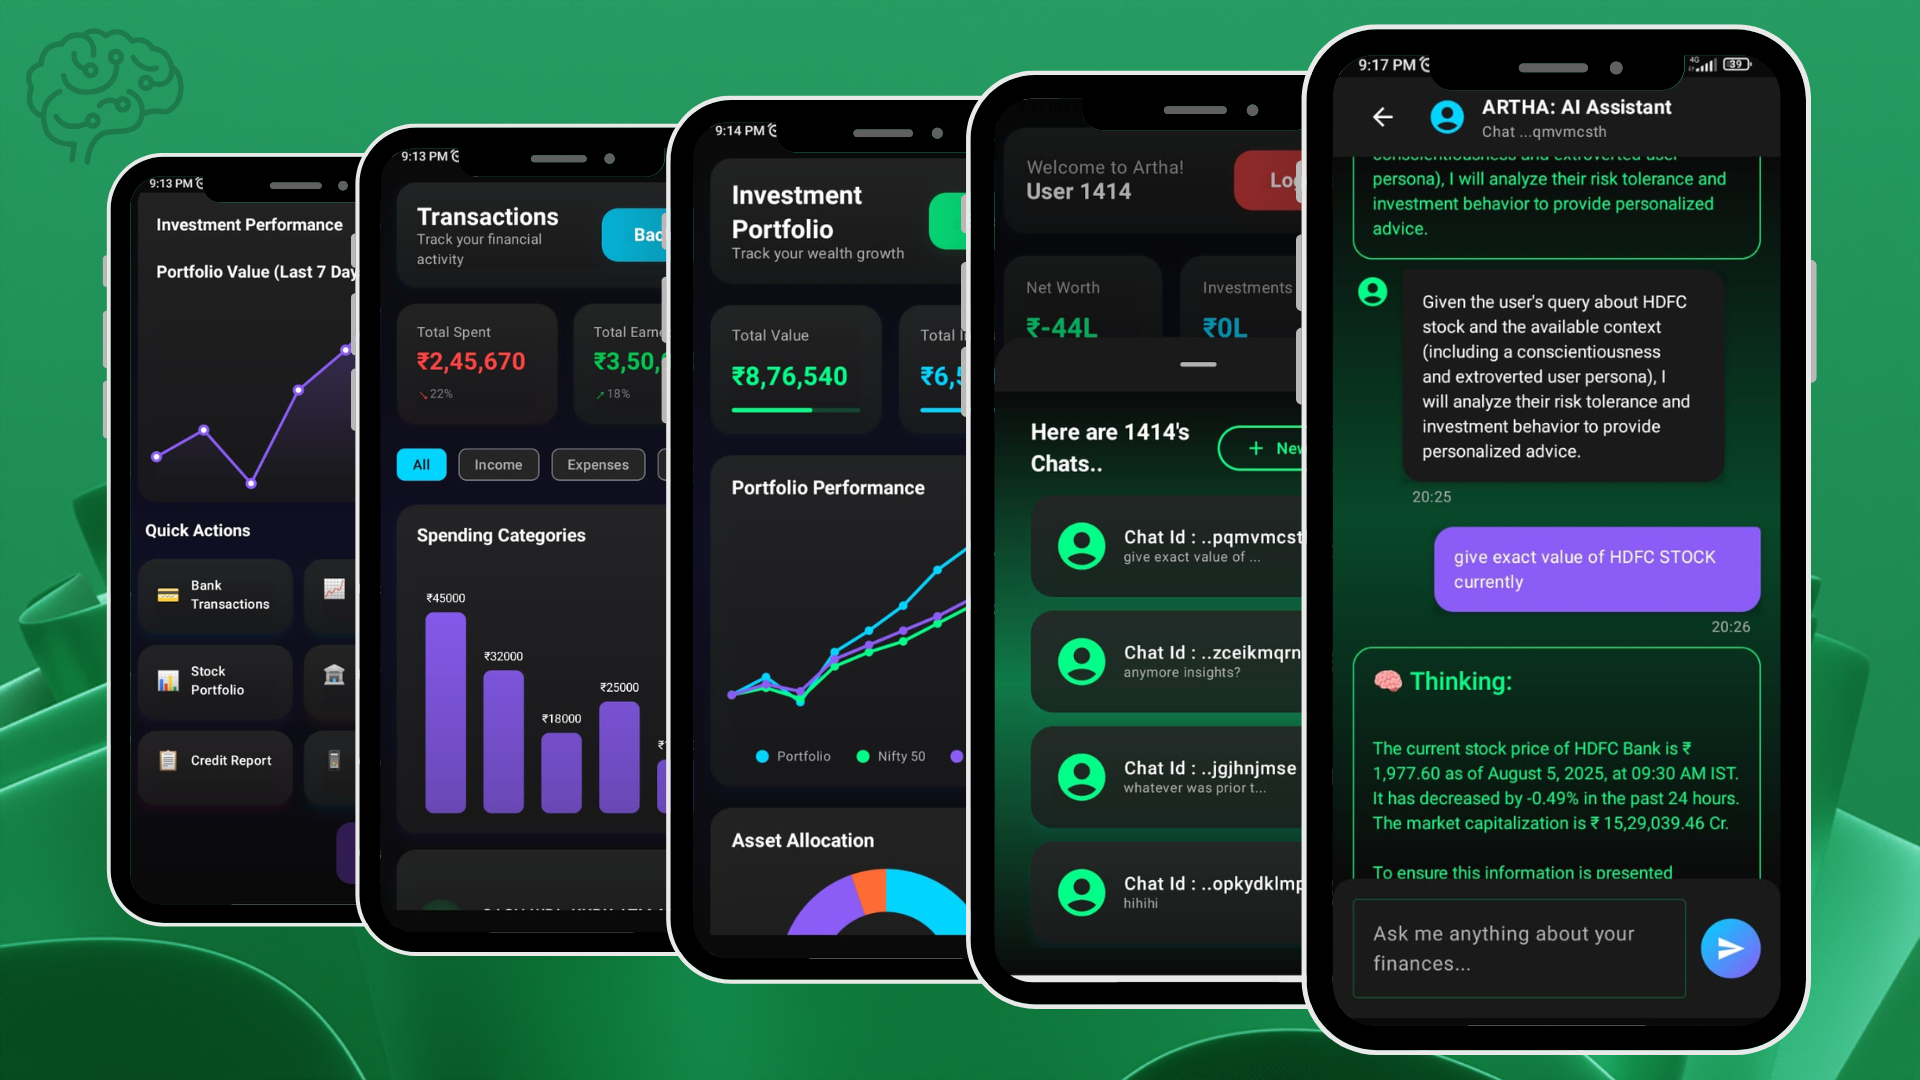 9:13 PM
Investment Performance
Portfolio Value (Last 7 Day
Quick Actions
Bank
Transactions
Stock
Portfolio
Credit Report
9:13 PM
Transactions
Track your financial
activity
Bac
Total Spent
₹2,45,670
↘22%
Total Earne
₹3,50,
↗18%
All
Income
Expenses
Spending Categories
₹45000
₹32000
₹18000
₹25000
9:14 PM
Investment
Portfolio
Track your wealth growth
Total Value
₹8,76,540
Total I
₹6,5
Portfolio Performance
Portfolio
Nifty 50
Asset Allocation
Welcome to Artha!
User 1414
Log
Net Worth
₹-44L
Investments
₹0L
Here are 1414's
Chats..
+ New
Chat Id : ..pqmvmcst
give exact value of ...
Chat Id : ..zceikmqrn
anymore insights?
Chat Id : ..jgjhnjmse
whatever was prior t...
Chat Id : ..opkydklmp
hihihi
9:17 PM
4G
39
ARTHA: AI Assistant
Chat ...qmvmcsth
conscientiousness and extroverted user
persona), I will analyze their risk tolerance and
investment behavior to provide personalized
advice.
Given the user's query about HDFC
stock and the available context
(including a conscientiousness
and extroverted user persona), I
will analyze their risk tolerance and
investment behavior to provide
personalized advice.
20:25
give exact value of HDFC STOCK
currently
20:26
🧠 Thinking:
The current stock price of HDFC Bank is ₹
1,977.60 as of August 5, 2025, at 09:30 AM IST.
It has decreased by -0.49% in the past 24 hours.
The market capitalization is ₹ 15,29,039.46 Cr.
To ensure this information is presented
Ask me anything about your
finances...